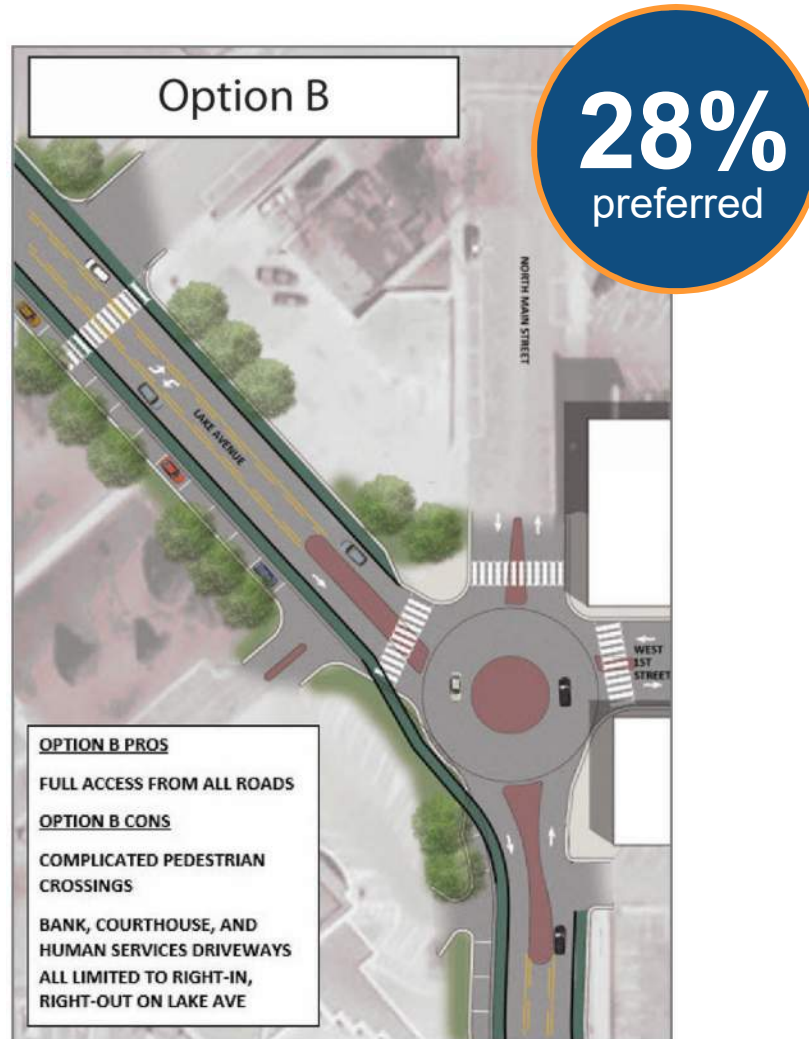 Option B
28%
preferred
NORTH MAIN STREET
LAKE AVENUE
WEST
1ST
STREET
OPTION B PROS
FULL ACCESS FROM ALL ROADS
OPTION B CONS
COMPLICATED PEDESTRIAN
CROSSINGS
BANK, COURTHOUSE, AND
HUMAN SERVICES DRIVEWAYS
ALL LIMITED TO RIGHT-IN,
RIGHT-OUT ON LAKE AVE